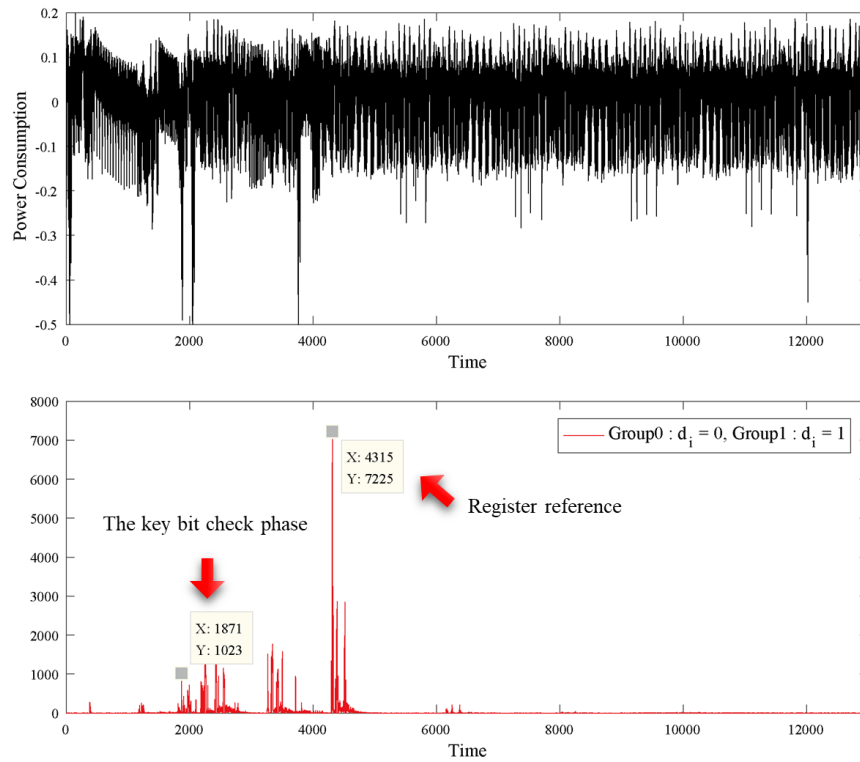 0.2
0.1
0
-0.1
-0.2
-0.3
-0.4
-0.5
Power Consumption
0 2000 4000 6000 8000 10000 12000
Time
8000
7000
6000
5000
4000
3000
2000
1000
0
Group0 : d_i = 0, Group1 : d_i = 1
X: 4315
Y: 7225
Register reference
The key bit check phase
X: 1871
Y: 1023
0 2000 4000 6000 8000 10000 12000
Time